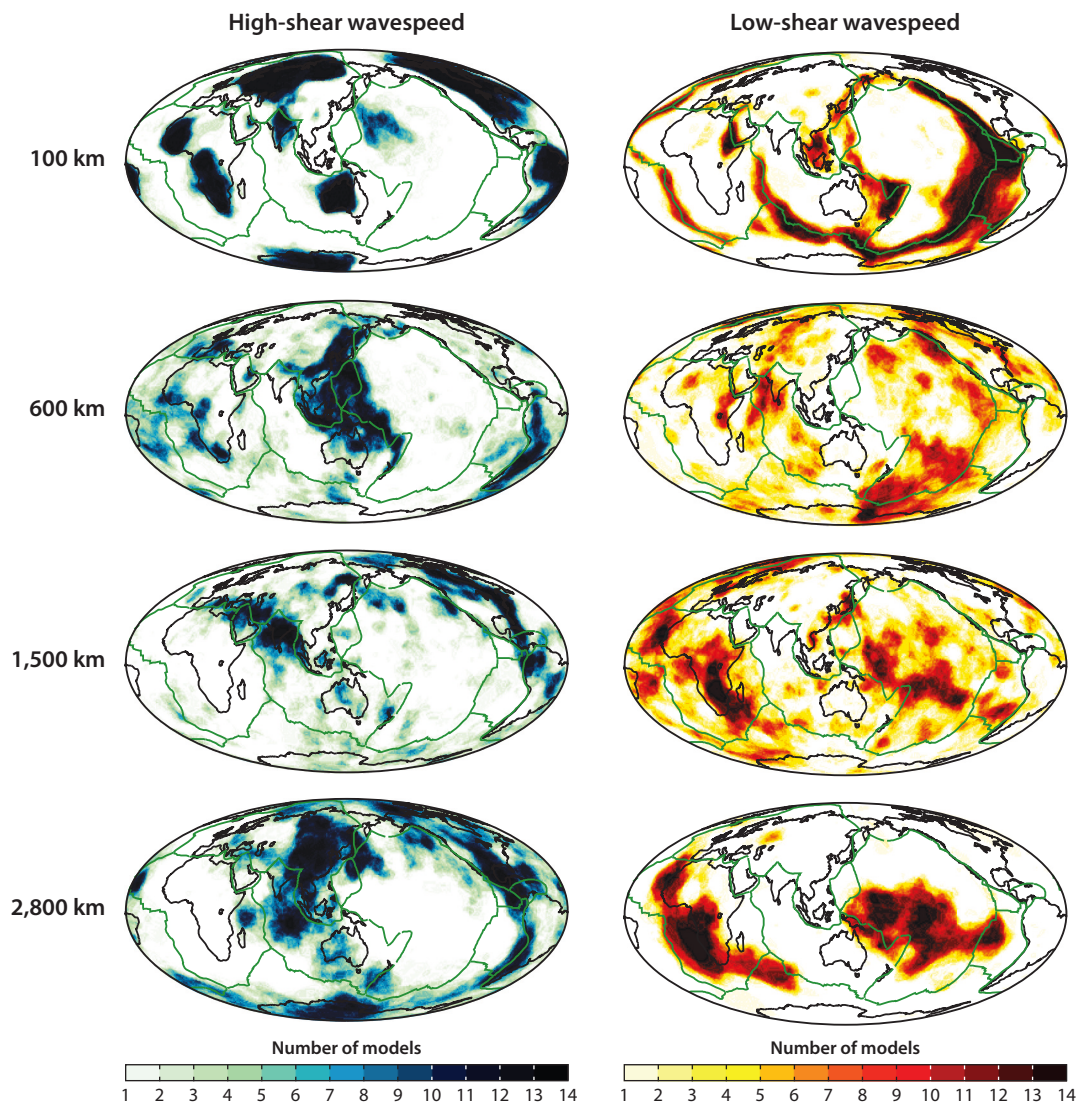 High-shear wavespeed
Low-shear wavespeed
100 km
600 km
1,500 km
2,800 km
Number of models
1 2 3 4 5 6 7 8 9 10 11 12 13 14
Number of models
1 2 3 4 5 6 7 8 9 10 11 12 13 14